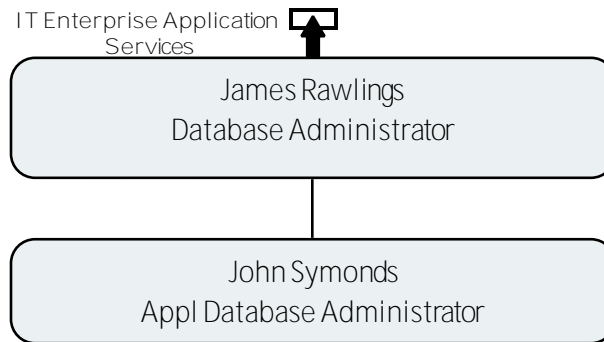 IT Enterprise Application
Services
James Rawlings
Database Administrator
John Symonds
Appl Database Administrator